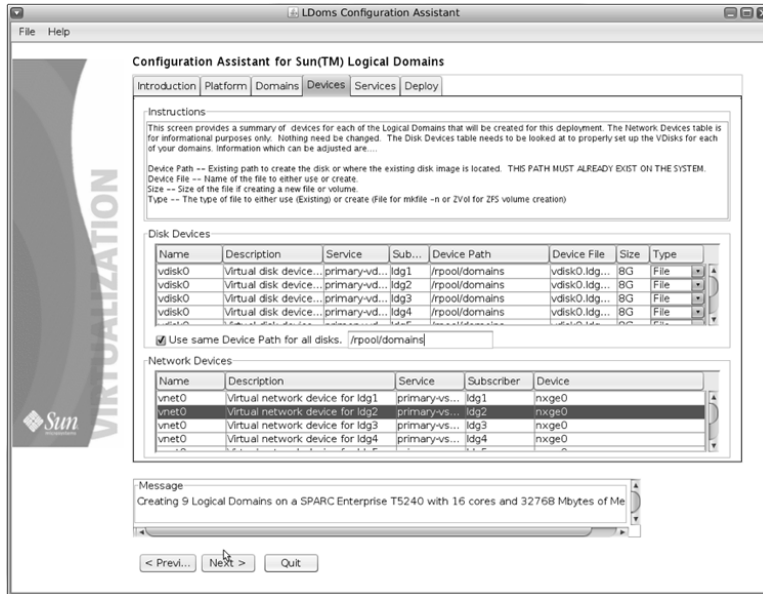 LDoms Configuration Assistant
File Help
Configuration Assistant for Sun(TM) Logical Domains
Introduction Platform Domains Devices Services Deploy
Instructions
This screen provides a summary of devices for each of the Logical Domains that will be created for this deployment. The Network Devices table is
for informational purposes only. Nothing need be changed. The Disk Devices table needs to be looked at to properly set up the VDisks for each
of your domains. Information which can be adjusted are....
Device Path -- Existing path to create the disk or where the existing disk image is located. THIS PATH MUST ALREADY EXIST ON THE SYSTEM.
Device File -- Name of the file to either use or create.
Size -- Size of the file if creating a new file or volume.
Type -- The type of file to either use (Existing) or create (File for mkfile -n or ZVol for ZFS volume creation)
Disk Devices
Name Description Service Sub... Device Path Device File Size Type
vdisk0 Virtual disk device... primary-vd... ldg1 /rpool/domains vdisk0.ldg... 8G File
vdisk0 Virtual disk device... primary-vd... ldg2 /rpool/domains vdisk0.ldg... 8G File
vdisk0 Virtual disk device... primary-vd... ldg3 /rpool/domains vdisk0.ldg... 8G File
vdisk0 Virtual disk device... primary-vd... ldg4 /rpool/domains vdisk0.ldg... 8G File
Use same Device Path for all disks. /rpool/domains
Network Devices
Name Description Service Subscriber Device
vnet0 Virtual network device for ldg1 primary-vs... ldg1 nxge0
vnet0 Virtual network device for ldg2 primary-vs... ldg2 nxge0
vnet0 Virtual network device for ldg3 primary-vs... ldg3 nxge0
vnet0 Virtual network device for ldg4 primary-vs... ldg4 nxge0
VIRTUALIZATION
Sun
Message
Creating 9 Logical Domains on a SPARC Enterprise T5240 with 16 cores and 32768 Mbytes of Me
< Previ... Next > Quit